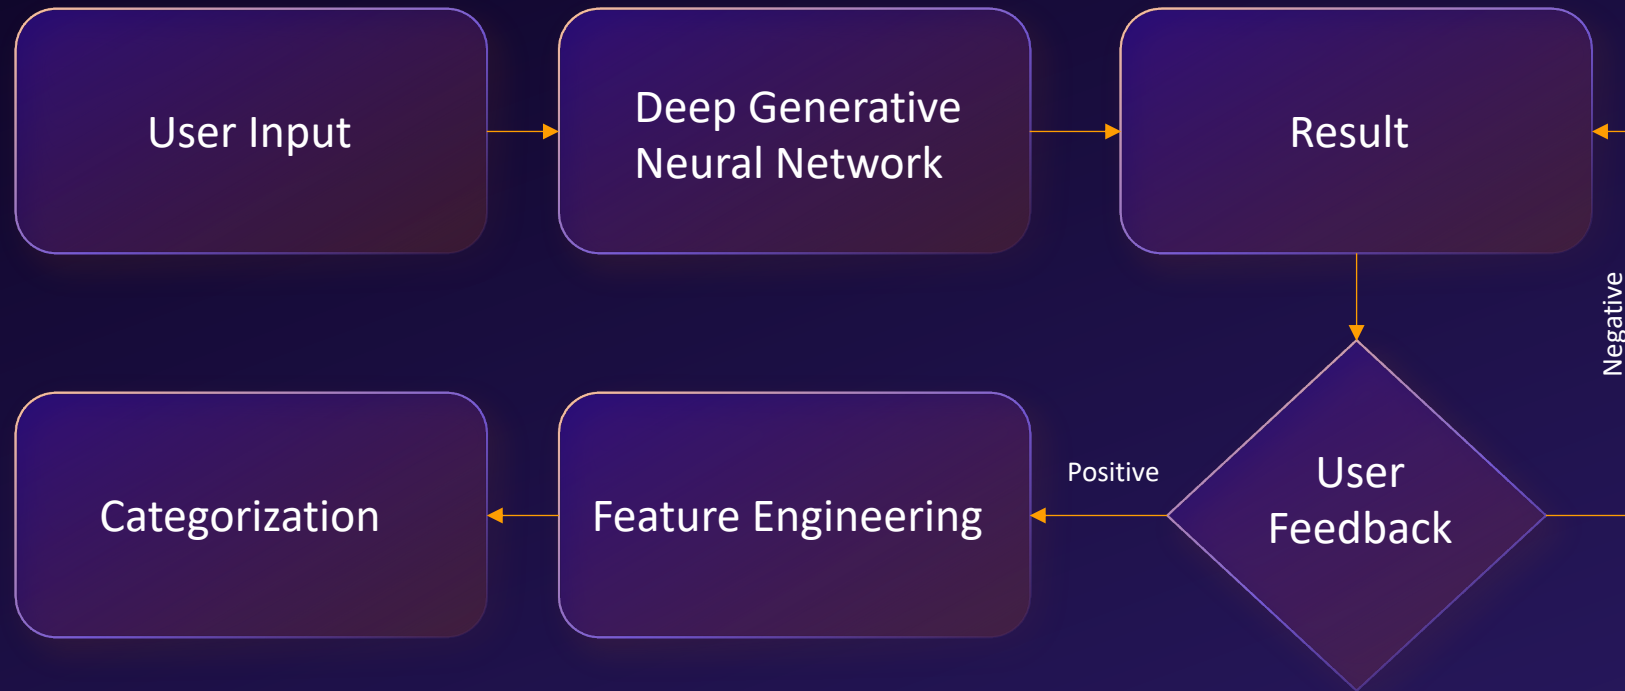 User Input
Deep Generative
Neural Network
Result
Negative
Categorization
Feature Engineering
Positive
User
Feedback